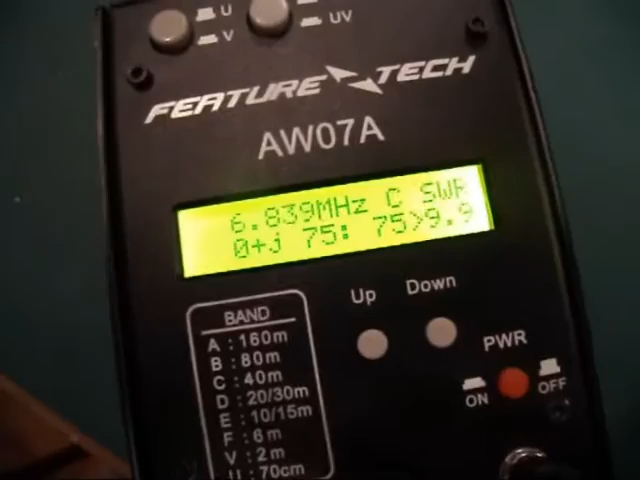 U
V
UV
FEATURE TECH
AW07A
6.839MHz C SWR
0+j 75: 75>9.9
Up Down
BAND
A : 160m
B : 80m
C : 40m
D : 20/30m
E : 10/15m
F : 6m
V : 2m
U : 70cm
PWR
ON OFF